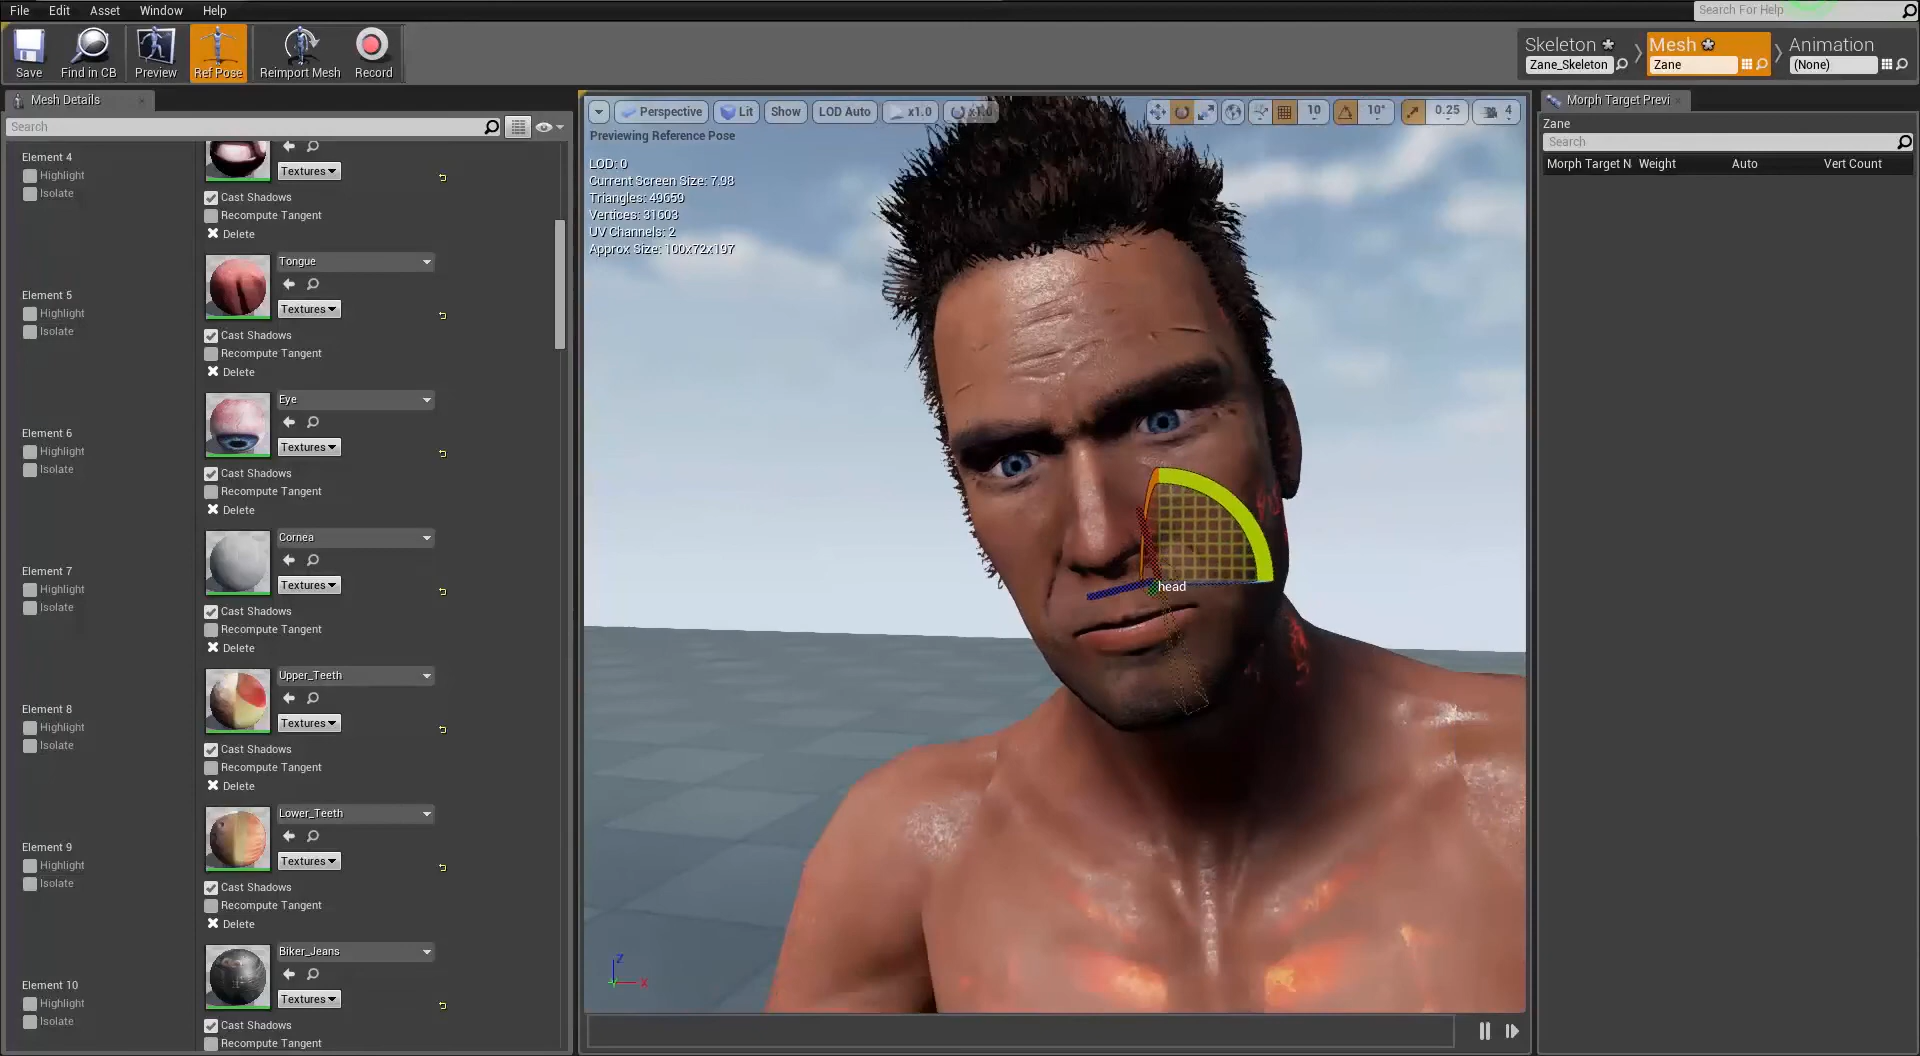 File Edit Asset Window Help
Search For Help
Save Find in CB Preview Ref Pose Reimport Mesh Record
Skeleton Mesh Animation
Zane_Skeleton Zane (None)
Mesh Details
Search
Element 4
Highlight
Isolate
Textures
Cast Shadows
Recompute Tangent
Delete
Element 5
Highlight
Isolate
Tongue
Textures
Cast Shadows
Recompute Tangent
Delete
Element 6
Highlight
Isolate
Eye
Textures
Cast Shadows
Recompute Tangent
Delete
Element 7
Highlight
Isolate
Cornea
Textures
Cast Shadows
Recompute Tangent
Delete
Element 8
Highlight
Isolate
Upper_Teeth
Textures
Cast Shadows
Recompute Tangent
Delete
Element 9
Highlight
Isolate
Lower_Teeth
Textures
Cast Shadows
Recompute Tangent
Delete
Element 10
Highlight
Isolate
Biker_Jeans
Textures
Cast Shadows
Recompute Tangent
Perspective Lit Show LOD Auto x1.0 x1.0 10 10° 0.25 4
Previewing Reference Pose
LOD: 0
Current Screen Size: 7.98
Triangles: 49659
Vertices: 31603
UV Channels: 2
Approx Size: 100x72x197
head
Z
X
Morph Target Previ
Zane
Search
Morph Target N Weight Auto Vert Count